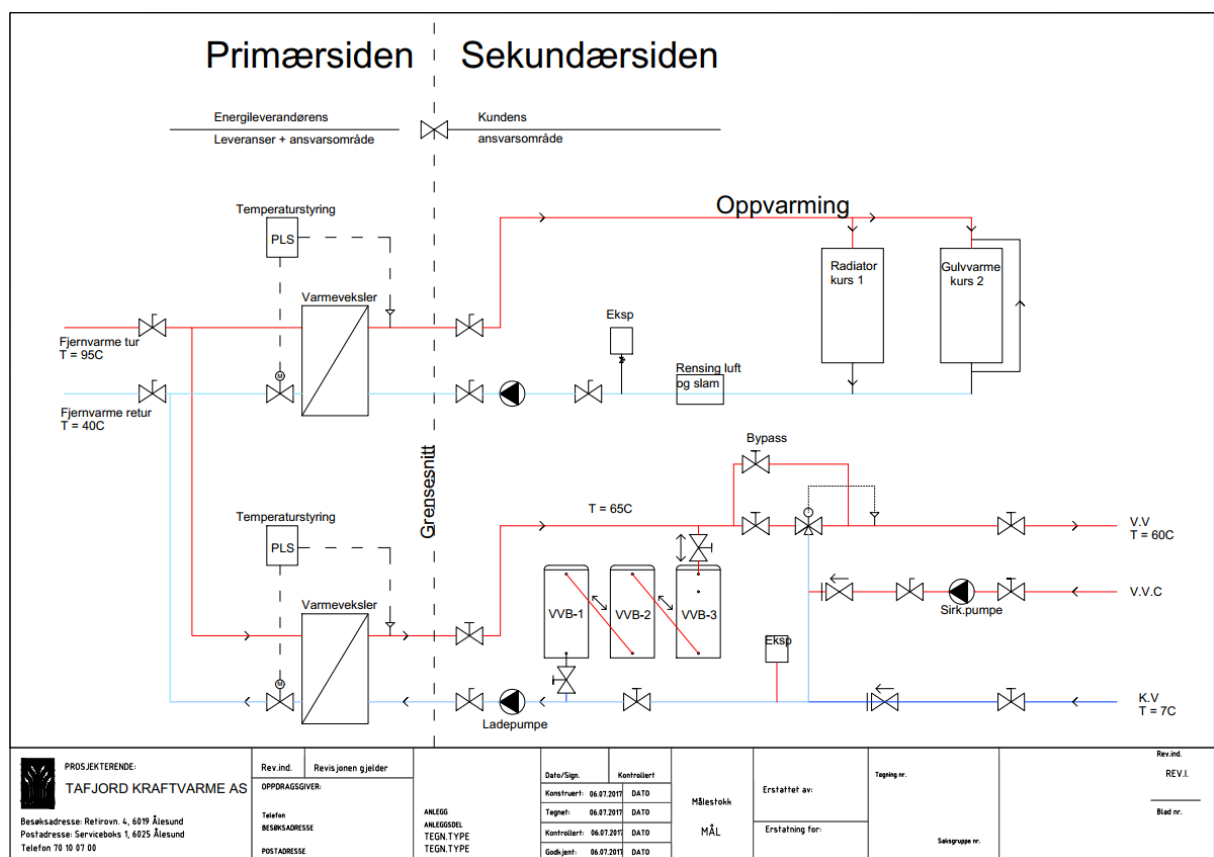 Primærsiden
Sekundærsiden
Energileverandørens
Leveranser + ansvarsområde
Kundens
ansvarsområde
Temperaturstyring
PLS
Varmeveksler
Oppvarming
Radiator
kurs 1
Gulvvarme
kurs 2
Fjernvarme tur
T = 95C
M
Fjernvarme retur
T = 40C
Eksp
Rensing luft
og slam
Grensesnitt
Bypass
Temperaturstyring
PLS
Varmeveksler
M
T = 65C
V.V
T = 60C
VVB-1
VVB-2
VVB-3
V.V.C
Sirk.pumpe
Eksp
Ladepumpe
K.V
T = 7C
PROSJEKTERENDE:
TAFJORD KRAFTVARME AS
Besøksadresse: Retirovn. 4, 6019 Ålesund
Postadresse: Serviceboks 1, 6025 Ålesund
Telefon 70 10 07 00
Rev.ind.
Revisjonen gjelder
OPPDRAGSGIVER:
Telefon
BESØKSADRESSE
POSTADRESSE
ANLEGG
ANLEGGSDEL
TEGN.TYPE
TEGN.TYPE
Dato/Sign.
Kontrollert
Konstruert: 06.07.2017 DATO
Tegnet: 06.07.2017 DATO
Kontrollert: 06.07.2017 DATO
Godkjent: 06.07.2017 DATO
Målestokk
MÅL
Erstattet av:
Erstatning for:
Tegning nr.
Saksgruppe nr.
Rev.ind.
REV.I.
Blad nr.